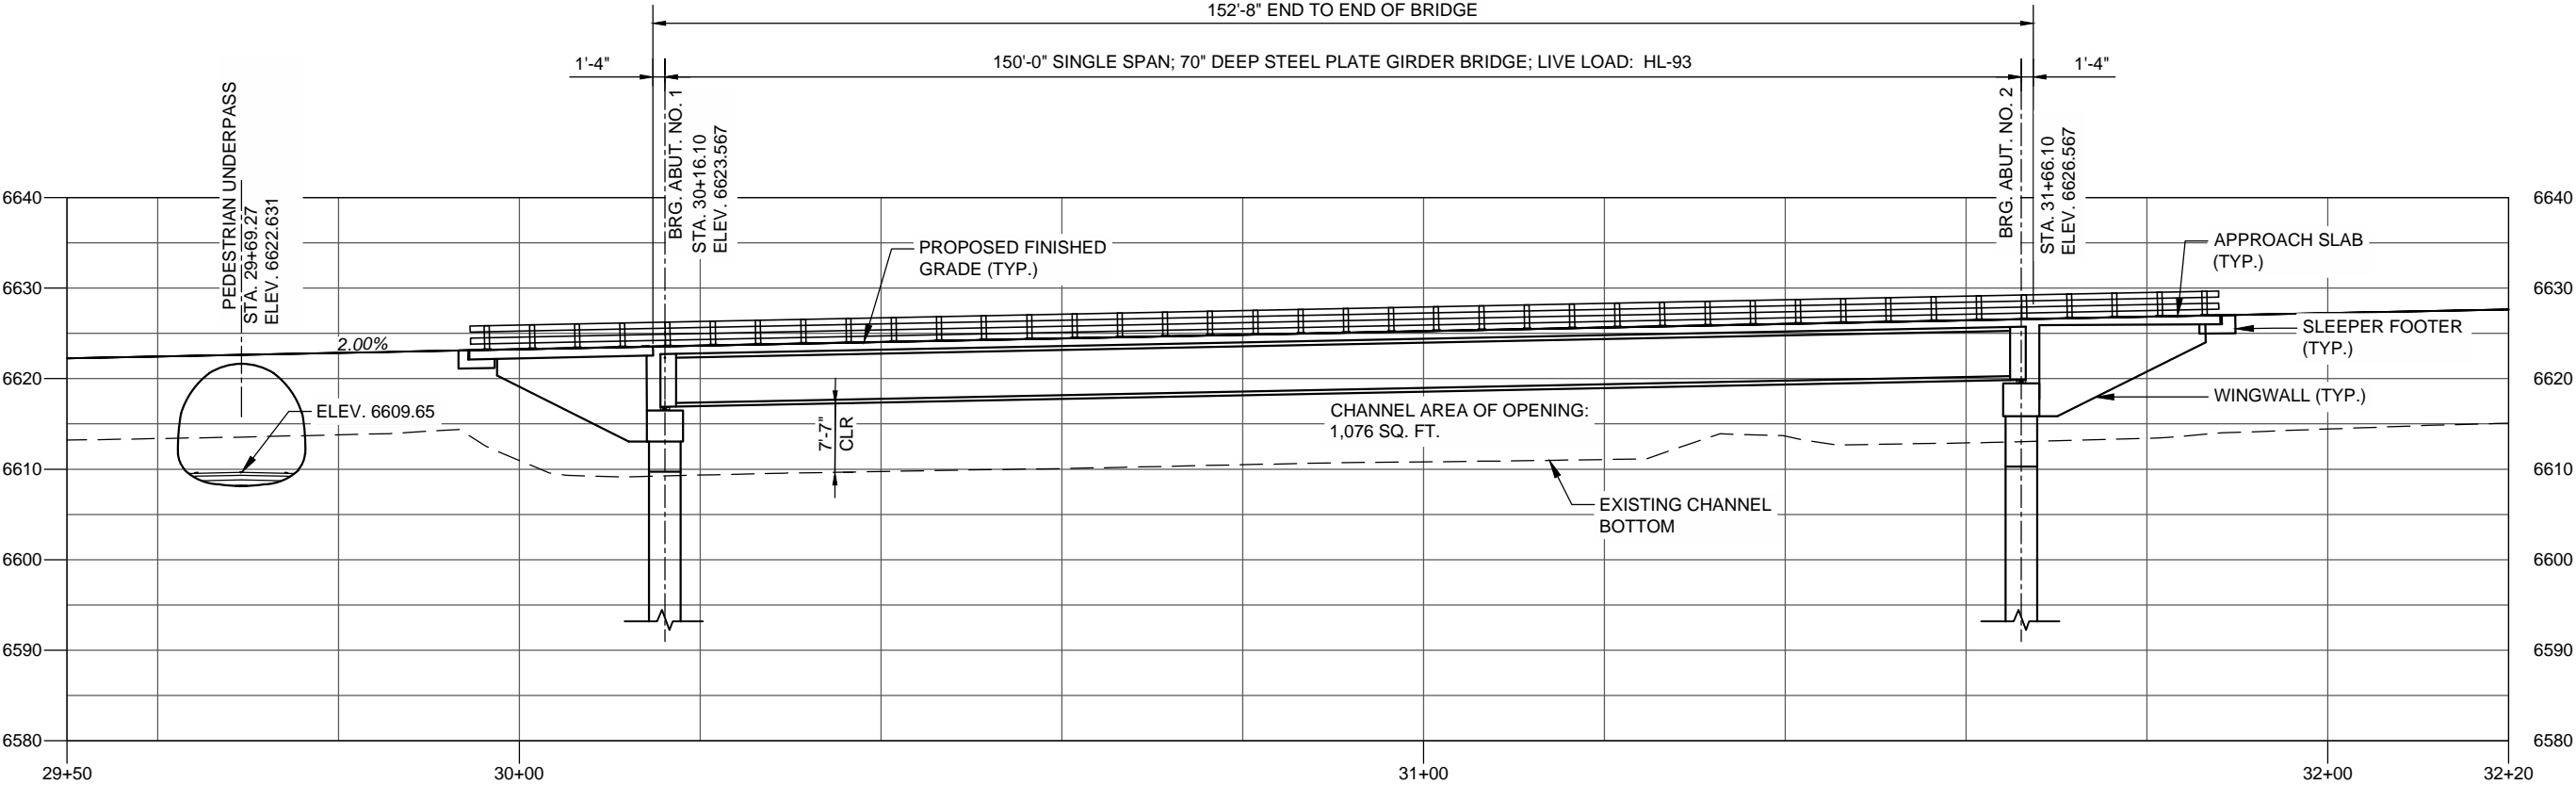 152'-8" END TO END OF BRIDGE
1'-4"
150'-0" SINGLE SPAN; 70" DEEP STEEL PLATE GIRDER BRIDGE; LIVE LOAD: HL-93
1'-4"
PEDESTRIAN UNDERPASS
STA. 29+69.27
ELEV. 6622.631
BRG. ABUT. NO. 1
STA. 30+16.10
ELEV. 6623.567
BRG. ABUT. NO. 2
STA. 31+66.10
ELEV. 6626.567
6640
6640
PROPOSED FINISHED
GRADE (TYP.)
APPROACH SLAB
(TYP.)
6630
6630
SLEEPER FOOTER
(TYP.)
2.00%
6620
6620
ELEV. 6609.65
7'-7"
CLR
CHANNEL AREA OF OPENING:
1,076 SQ. FT.
WINGWALL (TYP.)
6610
6610
EXISTING CHANNEL
BOTTOM
6600
6600
6590
6590
6580
6580
29+50
30+00
31+00
32+00
32+20